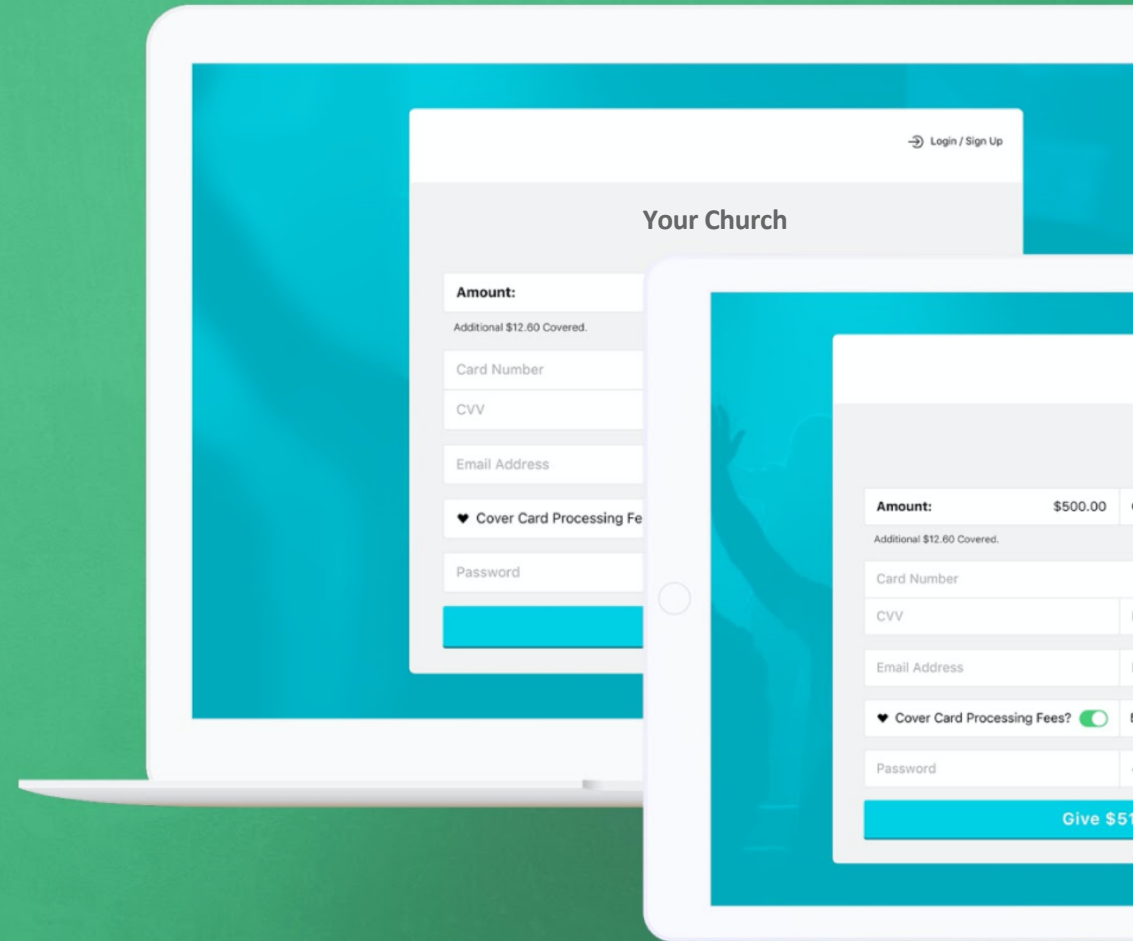 Login / Sign Up
Your Church
Amount:
Additional $12.60 Covered.
Card Number
CVV
Email Address
♥ Cover Card Processing Fe
Password
Amount: $500.00
Additional $12.60 Covered.
Card Number
CVV
Email Address
♥ Cover Card Processing Fees?
Password
Give $51